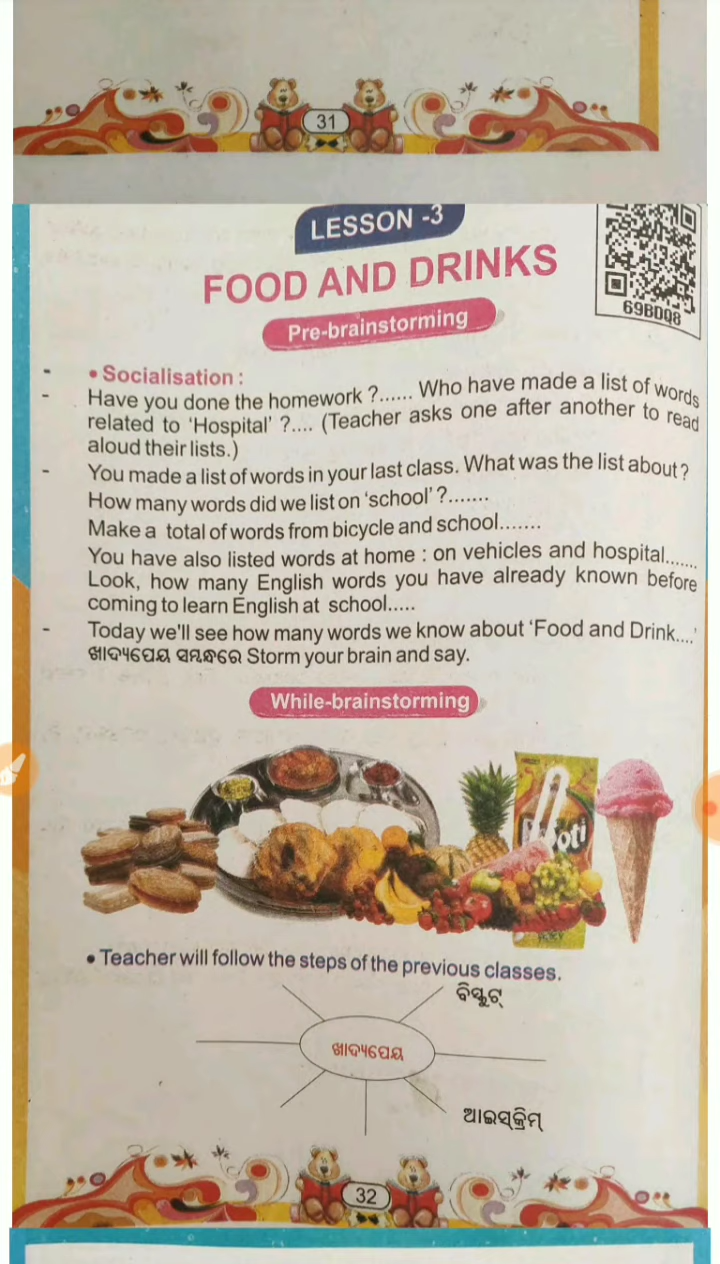 31
LESSON -3
FOOD AND DRINKS
69BDQ8
Pre-brainstorming
• Socialisation :
- Have you done the homework ?...... Who have made a list of words
related to 'Hospital' ?.... (Teacher asks one after another to read
aloud their lists.)
- You made a list of words in your last class. What was the list about?
How many words did we list on 'school' ?.......
Make a total of words from bicycle and school.......
You have also listed words at home : on vehicles and hospital......
Look, how many English words you have already known before
coming to learn English at school.....
- Today we'll see how many words we know about 'Food and Drink....'
ଖାଦ୍ୟପେୟ ସମ୍ବନ୍ଧରେ Storm your brain and say.
While-brainstorming
• Teacher will follow the steps of the previous classes.
ବିସ୍କୁଟ୍
ଖାଦ୍ୟପେୟ
ଆଇସ୍‌କ୍ରିମ୍
32